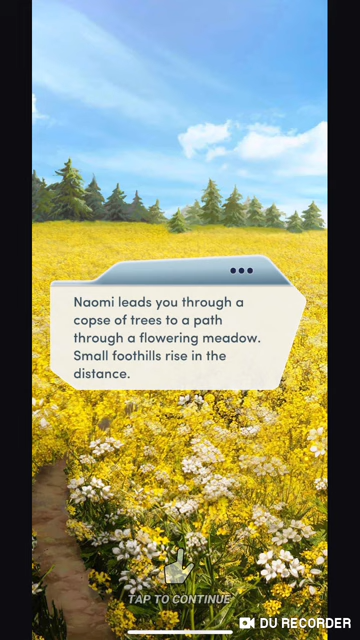 Naomi leads you through a
copse of trees to a path
through a flowering meadow.
Small foothills rise in the
distance.
TAP TO CONTINUE
DU RECORDER